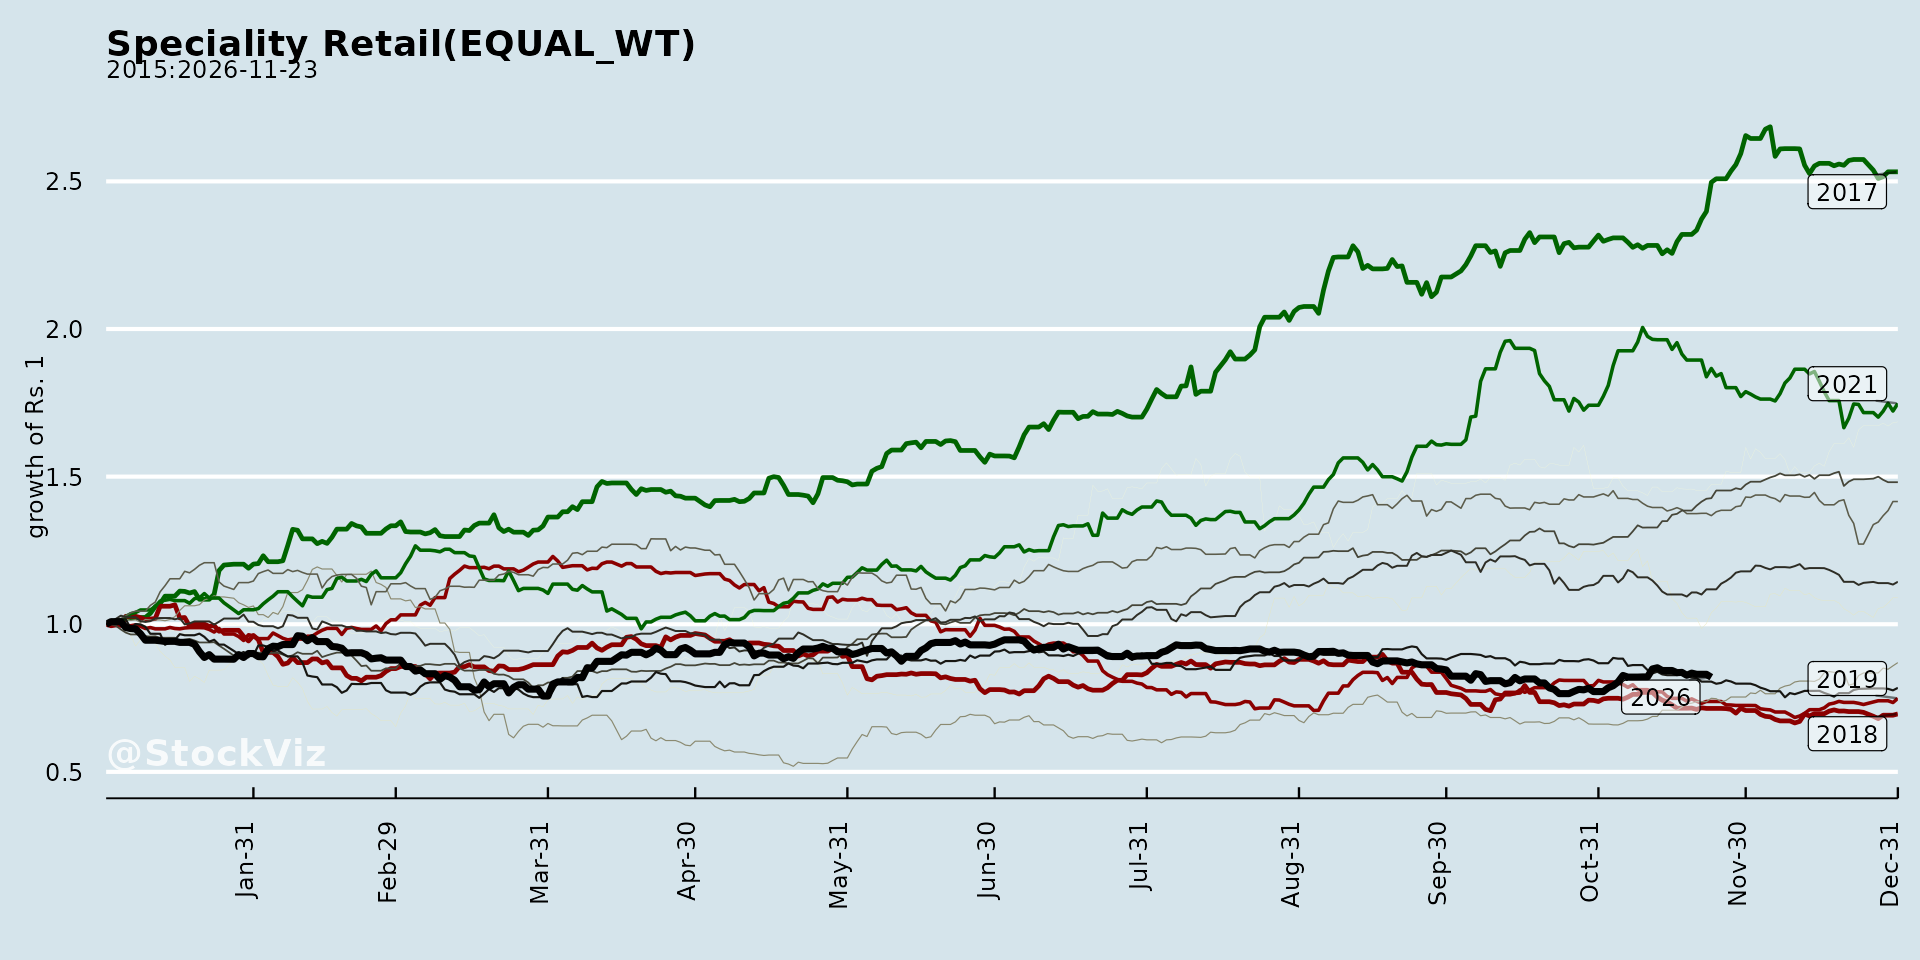 Speciality Retail(EQUAL_WT)
2015:2026-11-23
growth of Rs. 1
2.5
2.0
1.5
1.0
0.5
2017
2021
2019
2026
2018
@StockViz
Jan-31
Feb-29
Mar-31
Apr-30
May-31
Jun-30
Jul-31
Aug-31
Sep-30
Oct-31
Nov-30
Dec-31